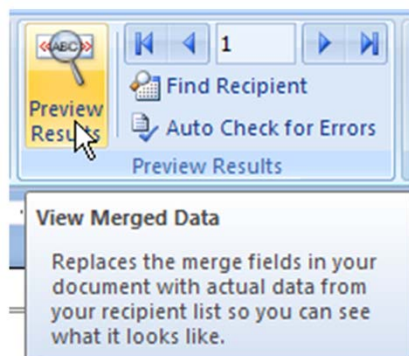 «ABC»
1
Preview
Results
Find Recipient
Auto Check for Errors
Preview Results
View Merged Data
Replaces the merge fields in your
document with actual data from
your recipient list so you can see
what it looks like.